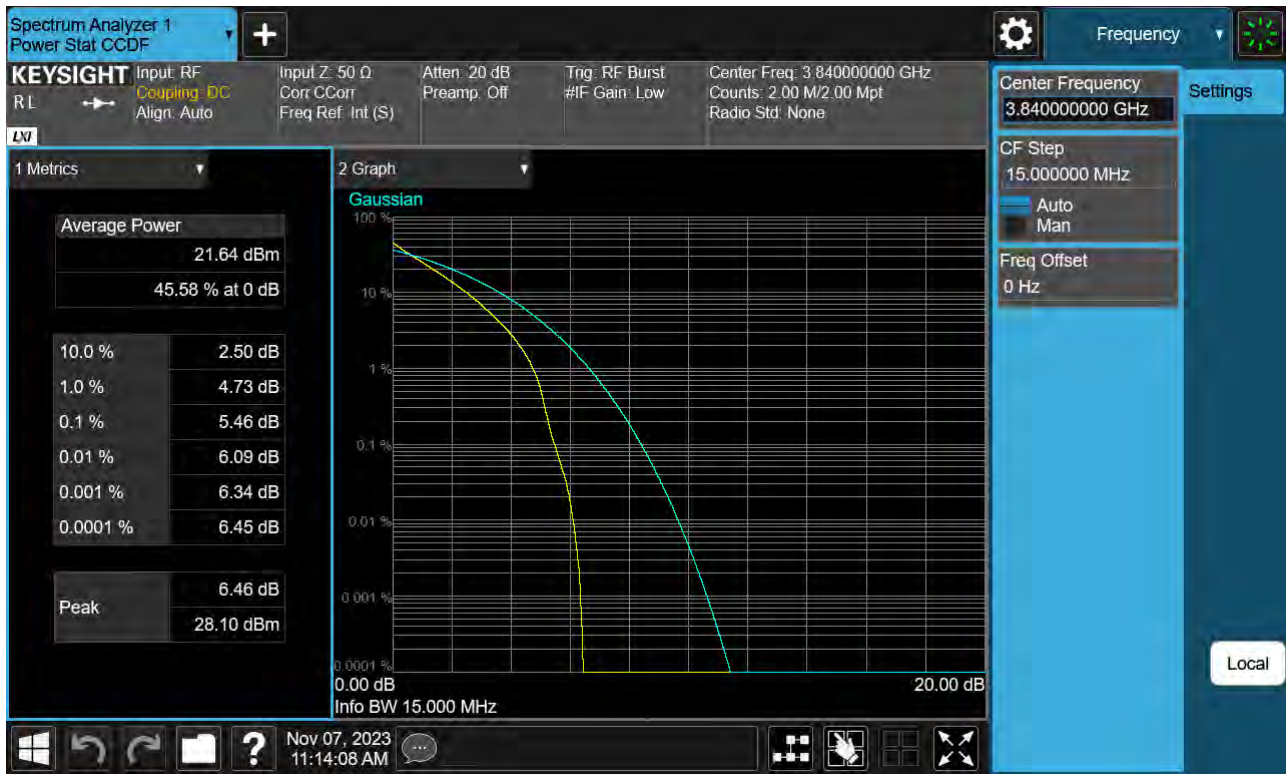 Spectrum Analyzer 1
Power Stat CCDF
Frequency
KEYSIGHT
RL
LXI
Input: RF
Coupling: DC
Align: Auto
Input Z: 50 Ω
Corr CCorr
Freq Ref: Int (S)
Atten: 20 dB
Preamp: Off
Trig: RF Burst
#IF Gain: Low
Center Freq: 3.840000000 GHz
Counts: 2.00 M/2.00 Mpt
Radio Std: None
Center Frequency
3.840000000 GHz
Settings
CF Step
15.000000 MHz
Auto
Man
Freq Offset
0 Hz
Local
1 Metrics
Average Power
21.64 dBm
45.58 % at 0 dB
10.0 % 2.50 dB
1.0 % 4.73 dB
0.1 % 5.46 dB
0.01 % 6.09 dB
0.001 % 6.34 dB
0.0001 % 6.45 dB
Peak
6.46 dB
28.10 dBm
2 Graph
Gaussian
100 %
10 %
1 %
0.1 %
0.01 %
0.001 %
0.0001 %
0.00 dB 20.00 dB
Info BW 15.000 MHz
?
Nov 07, 2023
11:14:08 AM